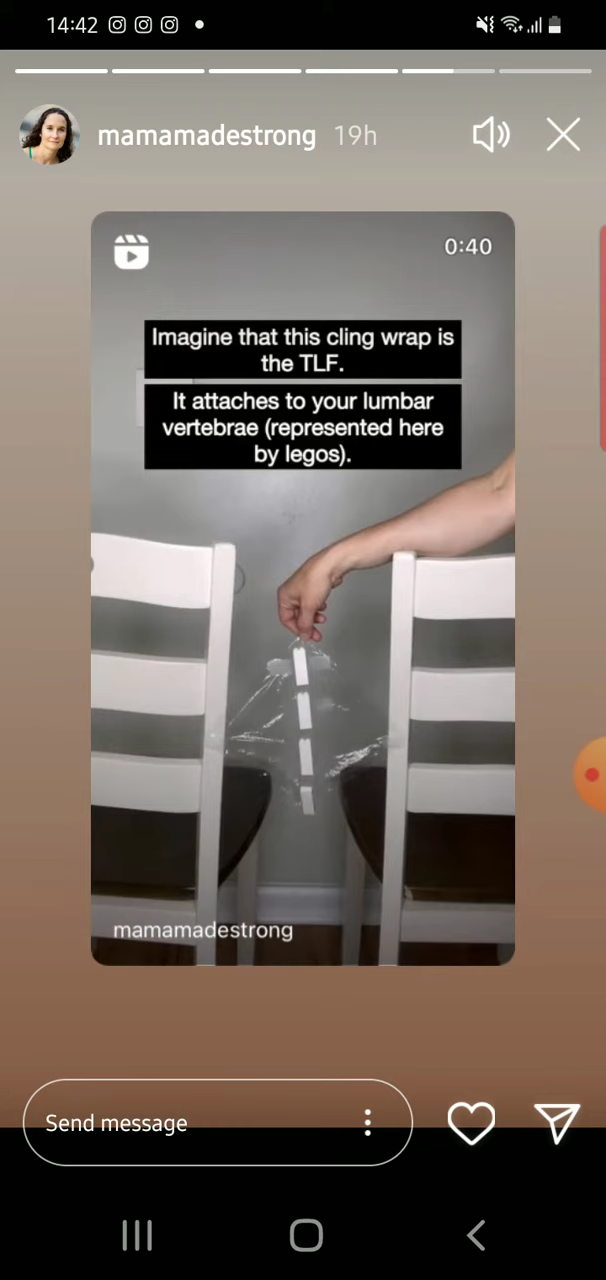 14:42
mamamadestrong 19h
0:40
Imagine that this cling wrap is
the TLF.
It attaches to your lumbar
vertebrae (represented here
by legos).
mamamadestrong
Send message